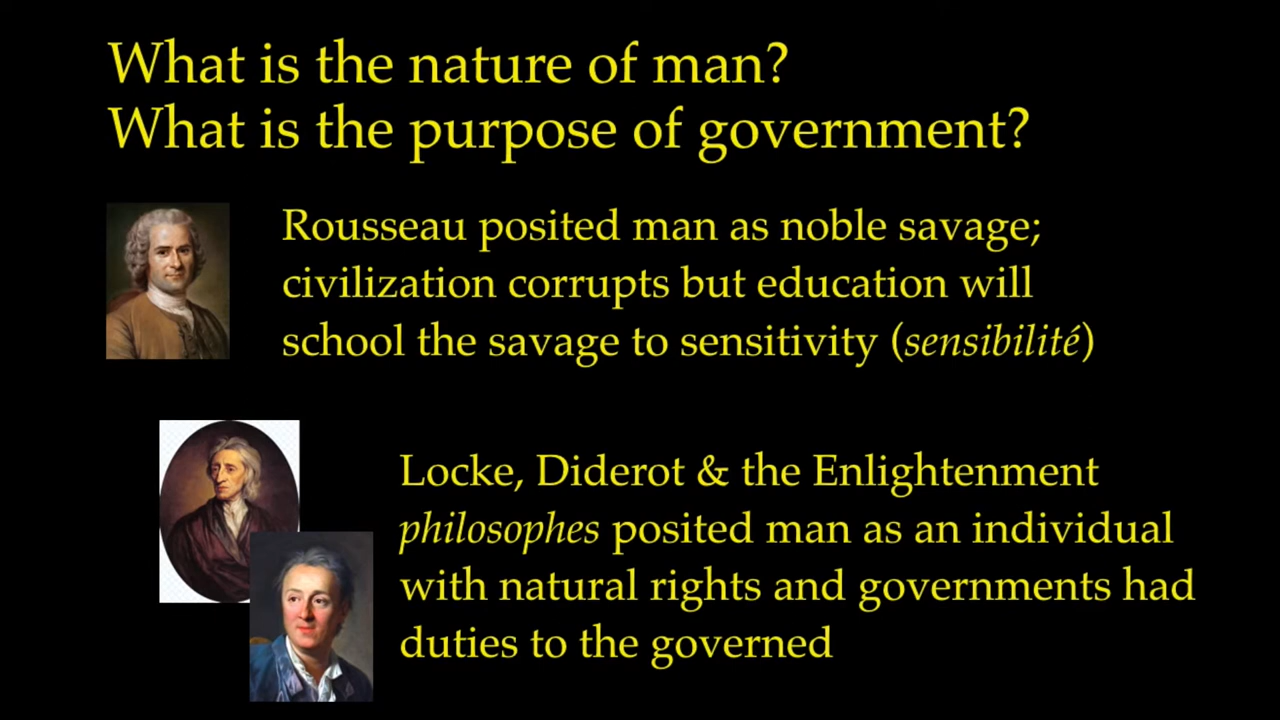 What is the nature of man?
What is the purpose of government?
Rousseau posited man as noble savage;
civilization corrupts but education will
school the savage to sensitivity (sensibilité)
Locke, Diderot & the Enlightenment
philosophes posited man as an individual
with natural rights and governments had
duties to the governed